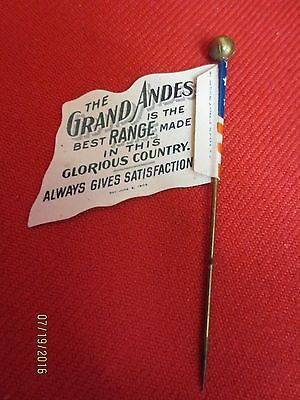 THE
GRAND ANDES
IS THE
BEST RANGE MADE
IN THIS
GLORIOUS COUNTRY.
ALWAYS GIVES SATISFACTION
07/19/2016